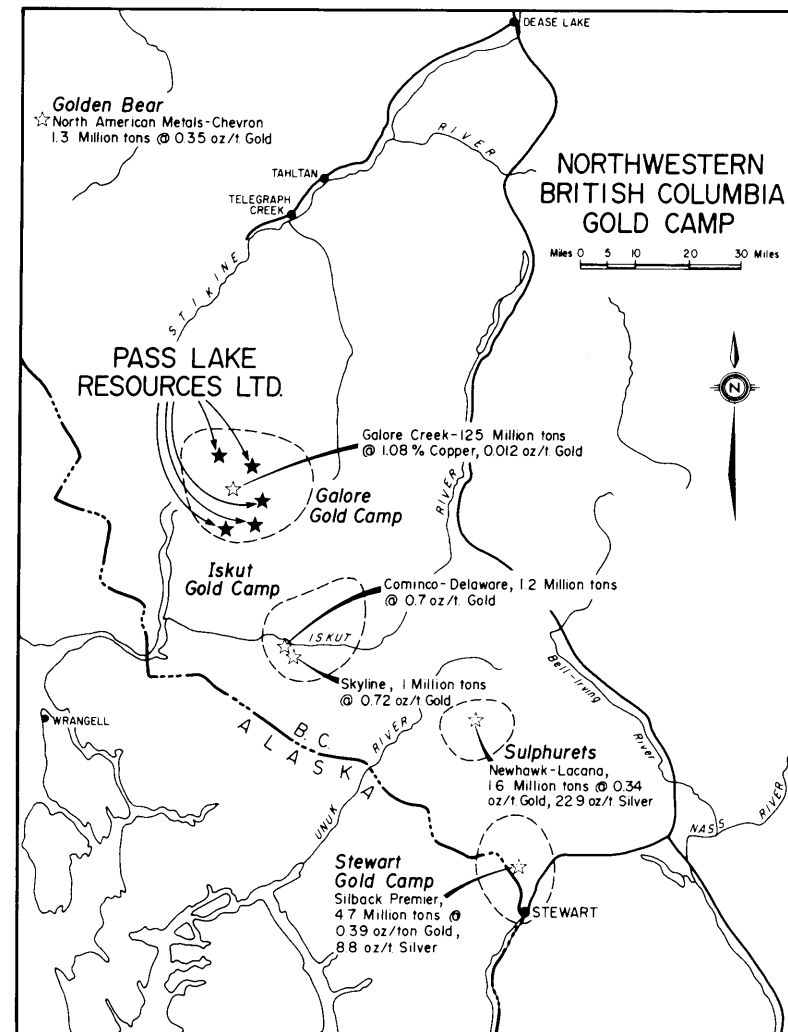 DEASE LAKE
Golden Bear
North American Metals-Chevron
1.3 Million tons @ 0.35 oz/t. Gold
RIVER
NORTHWESTERN
BRITISH COLUMBIA
GOLD CAMP
TAHLTAN
TELEGRAPH
CREEK
Miles 0 5 10 20 30 Miles
STIKINE
PASS LAKE
RESOURCES LTD.
N
Galore Creek-125 Million tons
@ 1.08 % Copper, 0.012 oz/t. Gold
Galore
Gold Camp
RIVER
Iskut
Gold Camp
Cominco-Delaware, 1 2 Million tons
@ 0.7 oz/t. Gold
ISKUT
Skyline, 1 Million tons
@ 0.72 oz/t. Gold
Bell-Irving
River
WRANGELL
B.C.
ALASKA
UNUK RIVER
Sulphurets
Newhawk-Lacana,
1 6 Million tons @ 0.34
oz/t. Gold, 22 9 oz/t. Silver
NASS RIVER
Stewart
Gold Camp
Silback Premier,
4 7 Million tons @
0.39 oz/ton Gold,
8 8 oz/t. Silver
STEWART